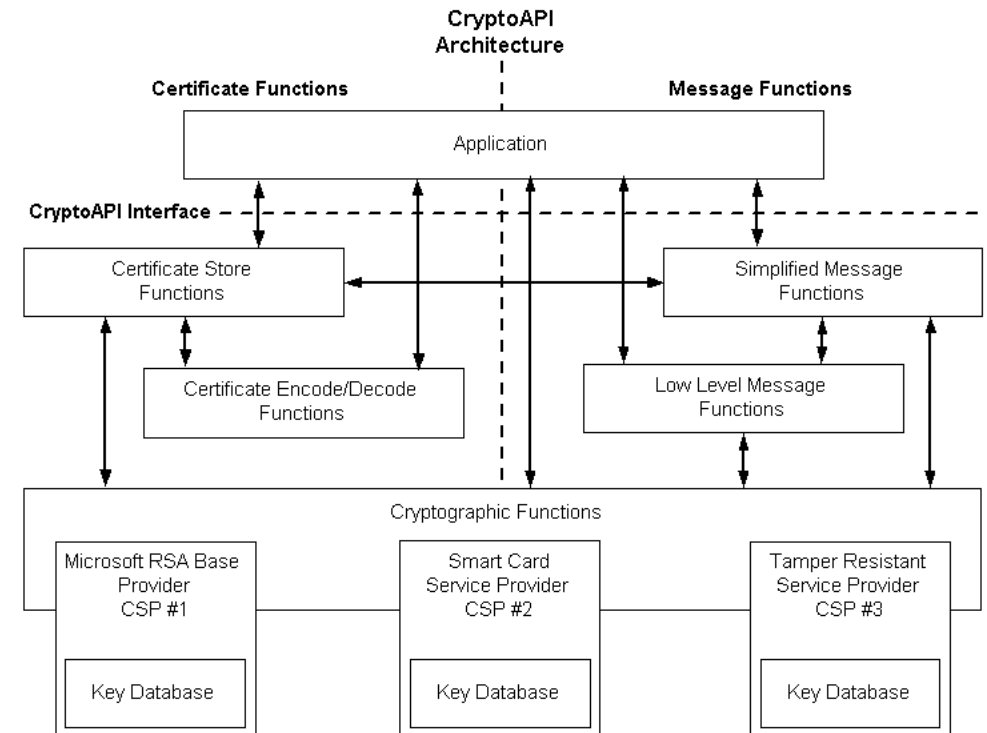 CryptoAPI
Architecture
Certificate Functions
Message Functions
Application
CryptoAPI Interface
Certificate Store
Functions
Simplified Message
Functions
Certificate Encode/Decode
Functions
Low Level Message
Functions
Cryptographic Functions
Microsoft RSA Base
Provider
CSP #1
Smart Card
Service Provider
CSP #2
Tamper Resistant
Service Provider
CSP #3
Key Database
Key Database
Key Database